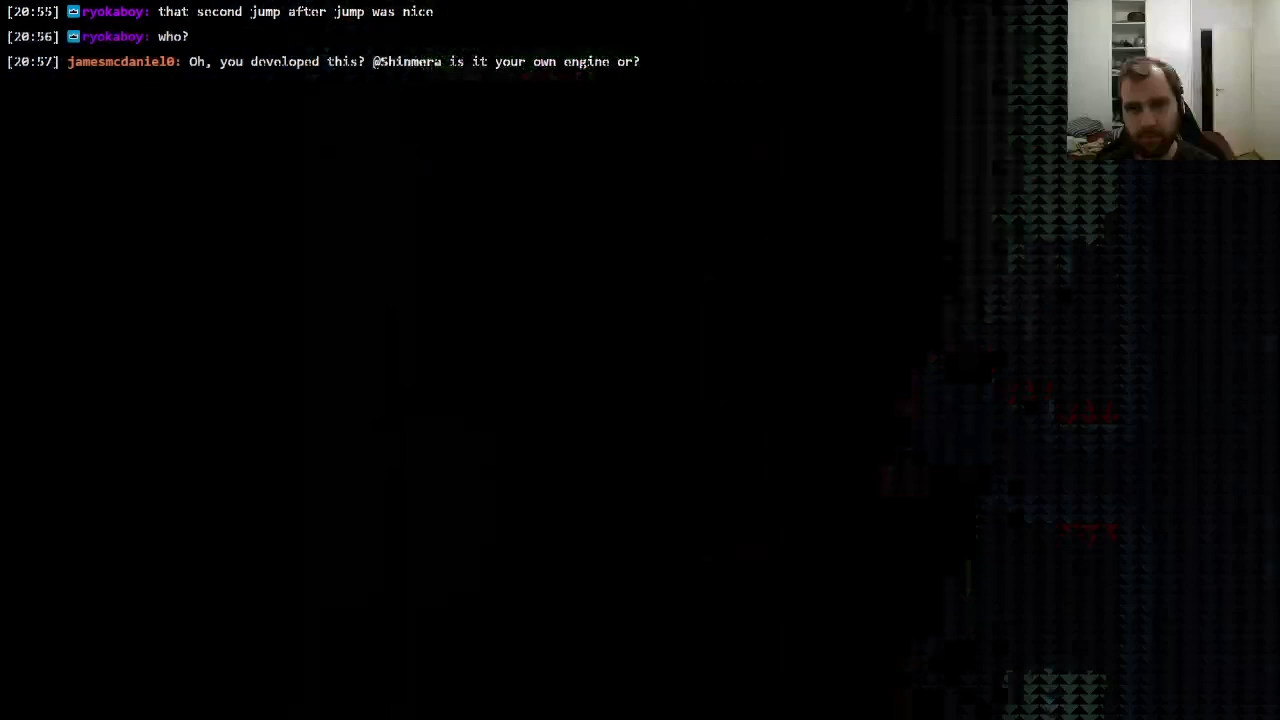 [20:55] ryokaboy: that second jump after jump was nice
[20:56] ryokaboy: who?
[20:57] jamesmcdaniel0: Oh, you developed this? @Shinmera is it your own engine or?